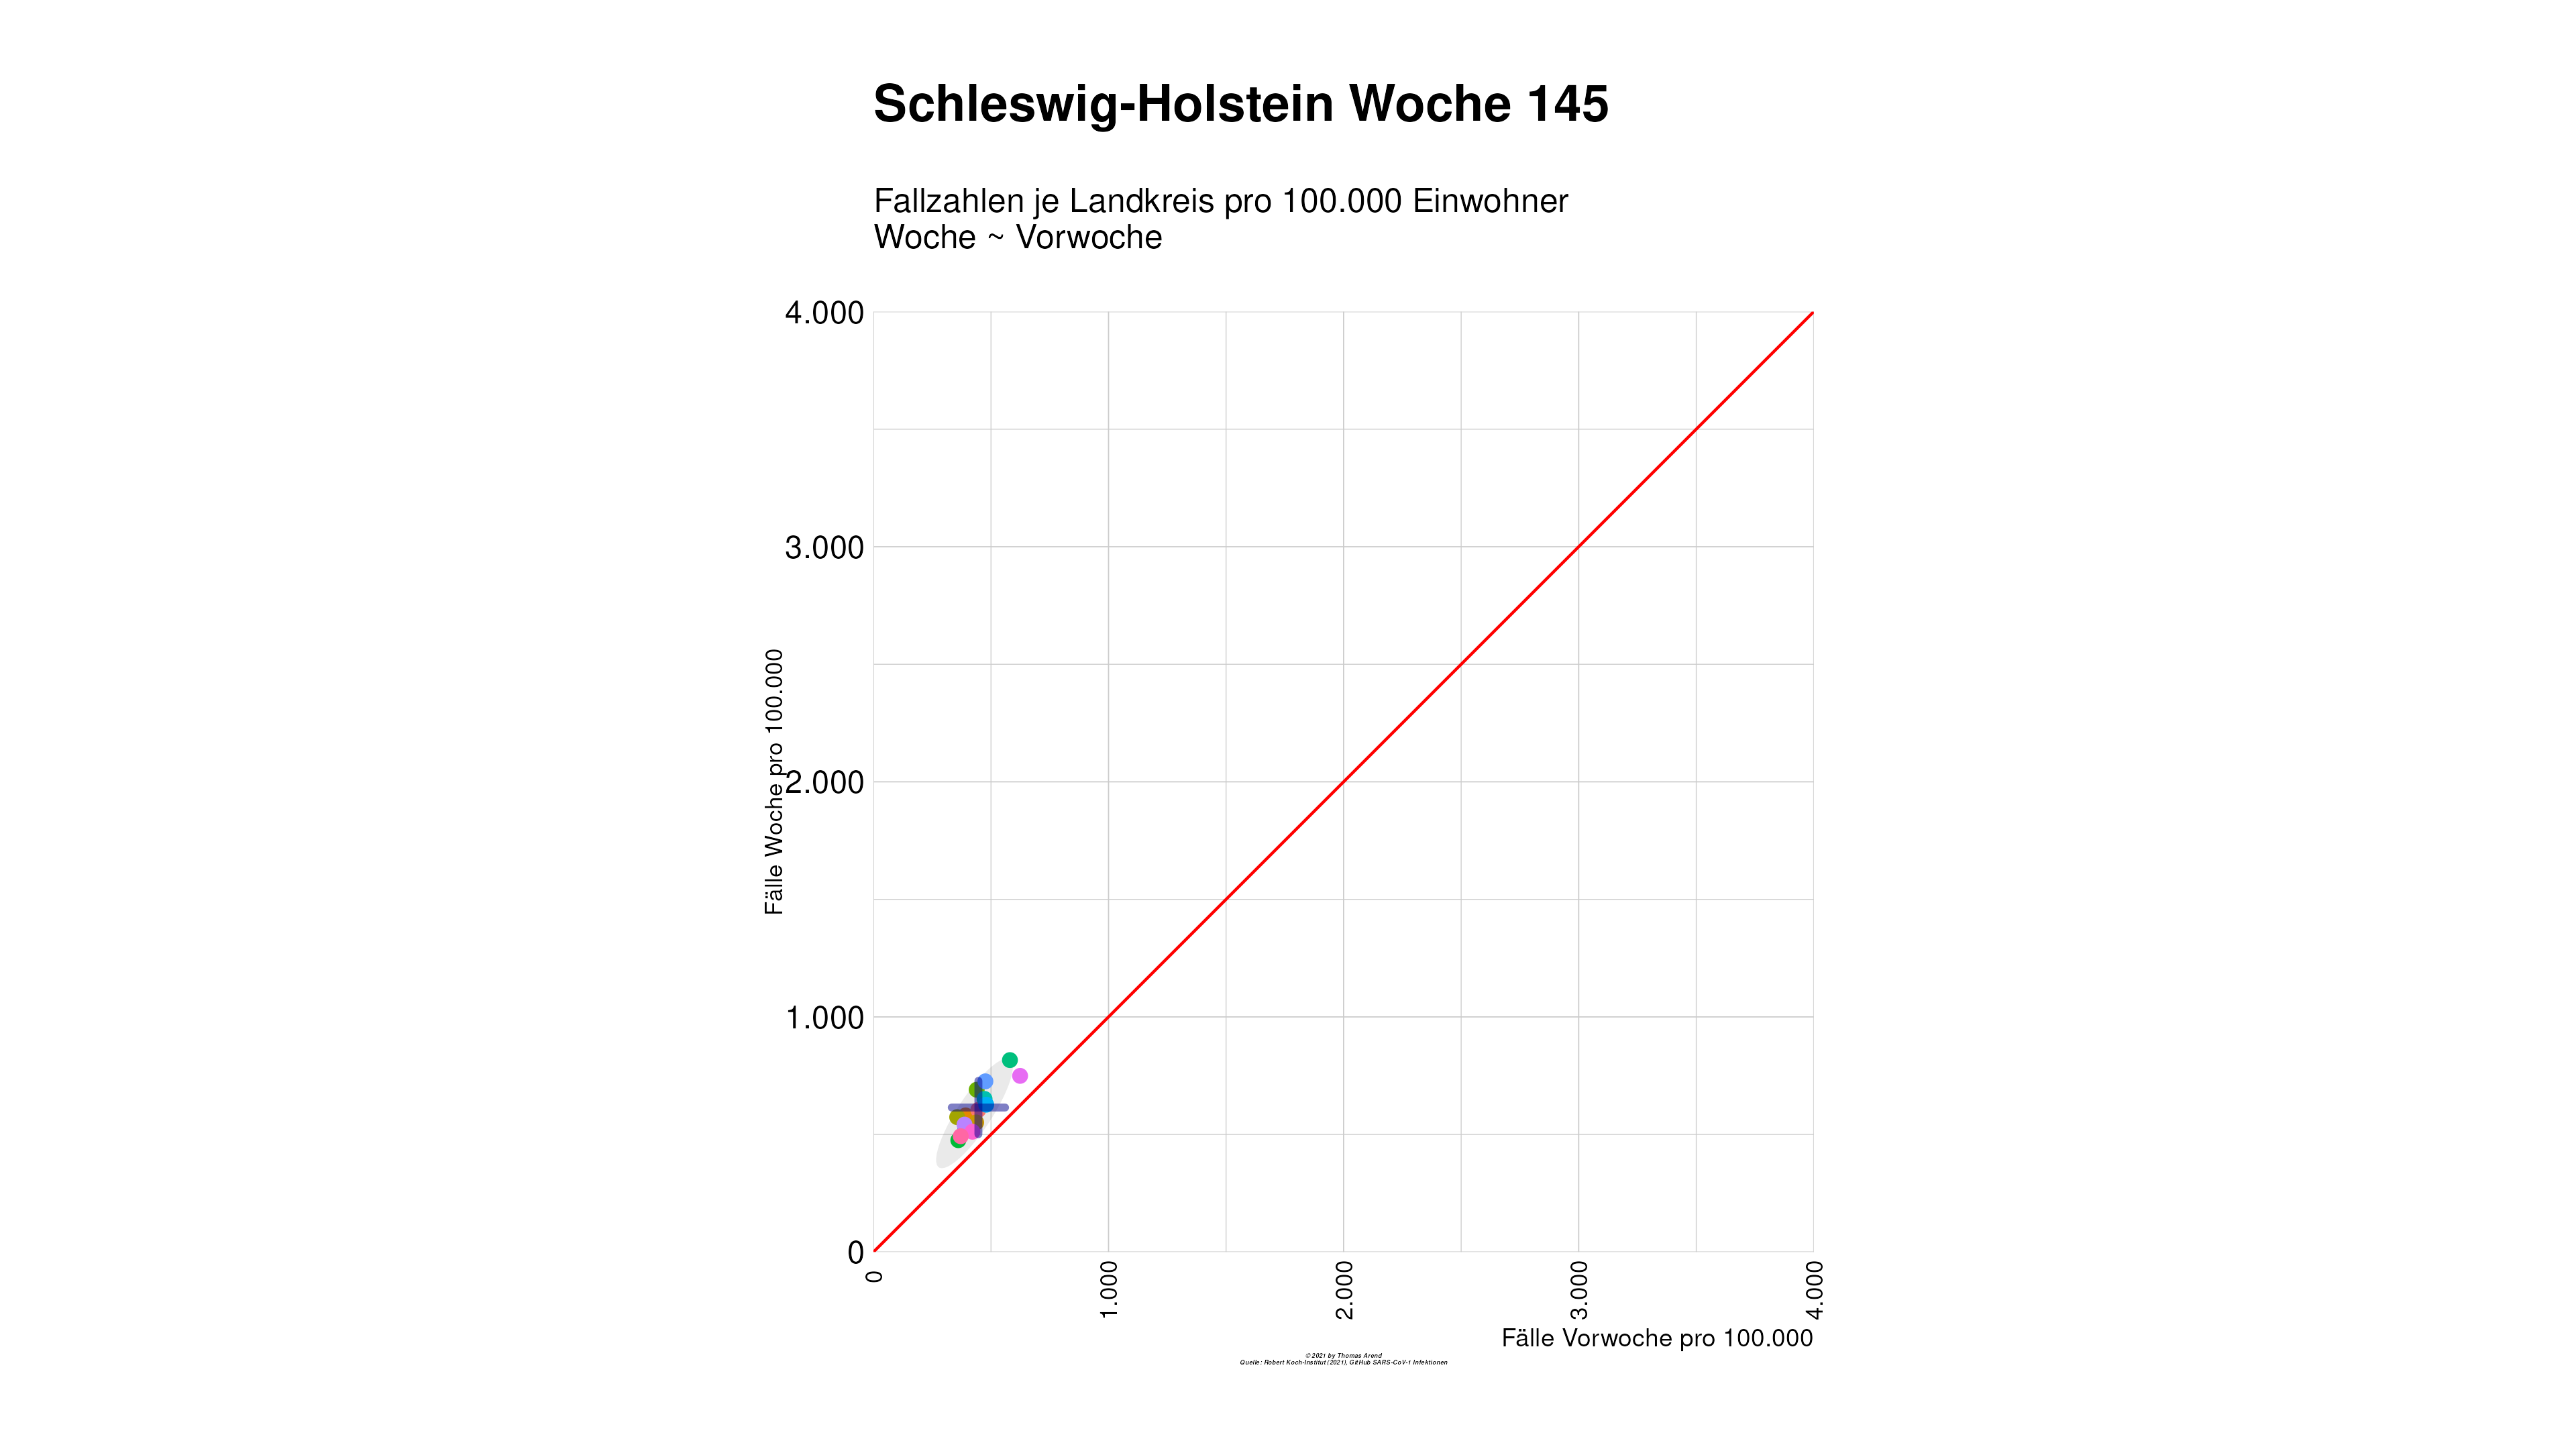 Schleswig-Holstein Woche 145
Fallzahlen je Landkreis pro 100.000 Einwohner
Woche ~ Vorwoche
4.000
3.000
2.000
1.000
0
Fälle Woche pro 100.000
0
1.000
2.000
3.000
4.000
Fälle Vorwoche pro 100.000
© 2021 by Thomas Arend
Quelle: Robert Koch-Institut (2021), GitHub SARS-CoV-1 Infektionen